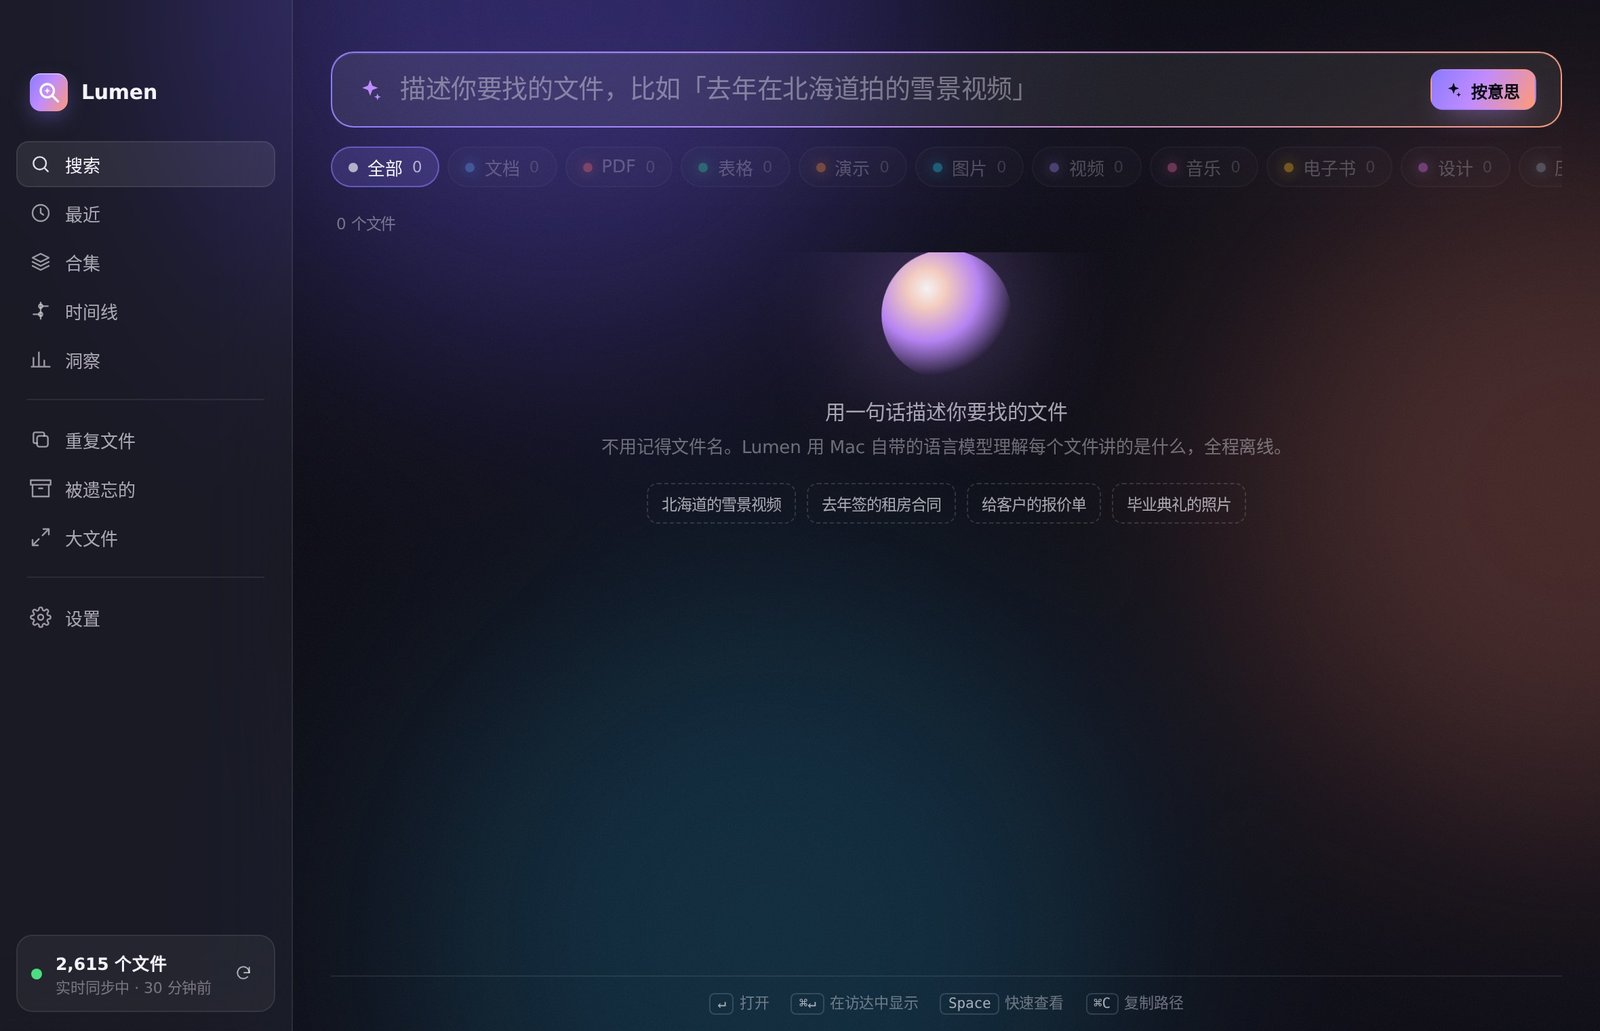 Lumen
搜索
最近
合集
时间线
洞察
重复文件
被遗忘的
大文件
设置
2,615 个文件
实时同步中 · 30 分钟前
描述你要找的文件，比如「去年在北海道拍的雪景视频」
按意思
全部 0 文档 0 PDF 0 表格 0 演示 0 图片 0 视频 0 音乐 0 电子书 0 设计 0
0 个文件
用一句话描述你要找的文件
不用记得文件名。Lumen 用 Mac 自带的语言模型理解每个文件讲的是什么，全程离线。
北海道的雪景视频 去年签的租房合同 给客户的报价单 毕业典礼的照片
↵ 打开 ⌘↵ 在访达中显示 Space 快速查看 ⌘C 复制路径